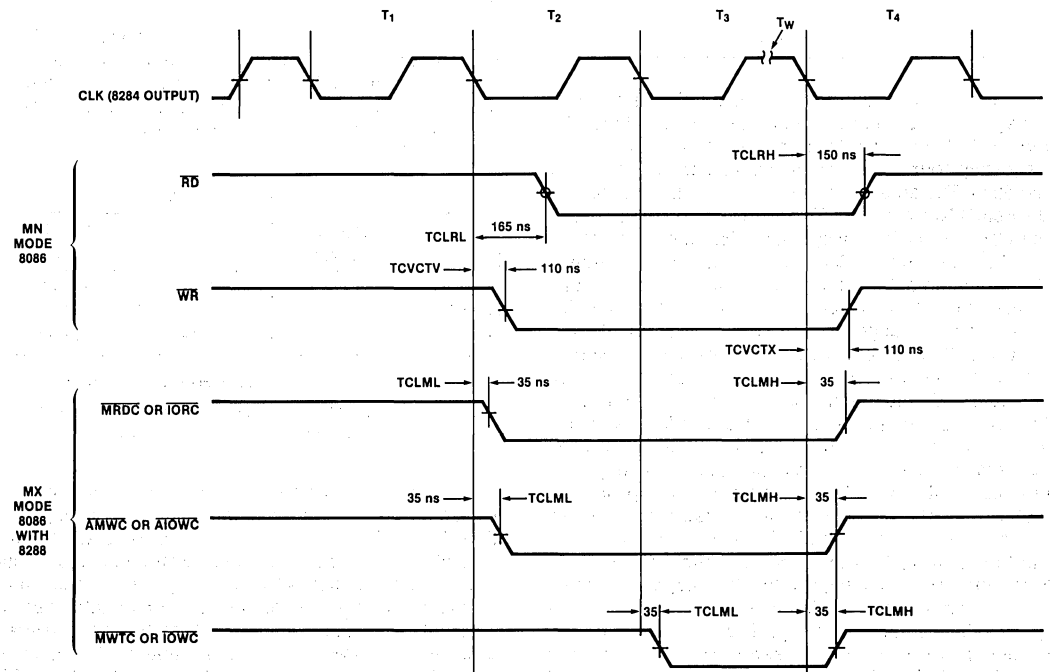 T1 T2 T3 T4
TW
CLK (8284 OUTPUT)
TCLRH 150 ns
RD
MN
MODE
8086
165 ns
TCLRL
TCVCTV 110 ns
WR
TCVCTX 110 ns
TCLML 35 ns TCLMH 35
MRDC OR IORC
MX
MODE
8086
WITH
8288
35 ns TCLML TCLMH 35
AMWC OR AIOWC
35 TCLML 35 TCLMH
MWTC OR IOWC